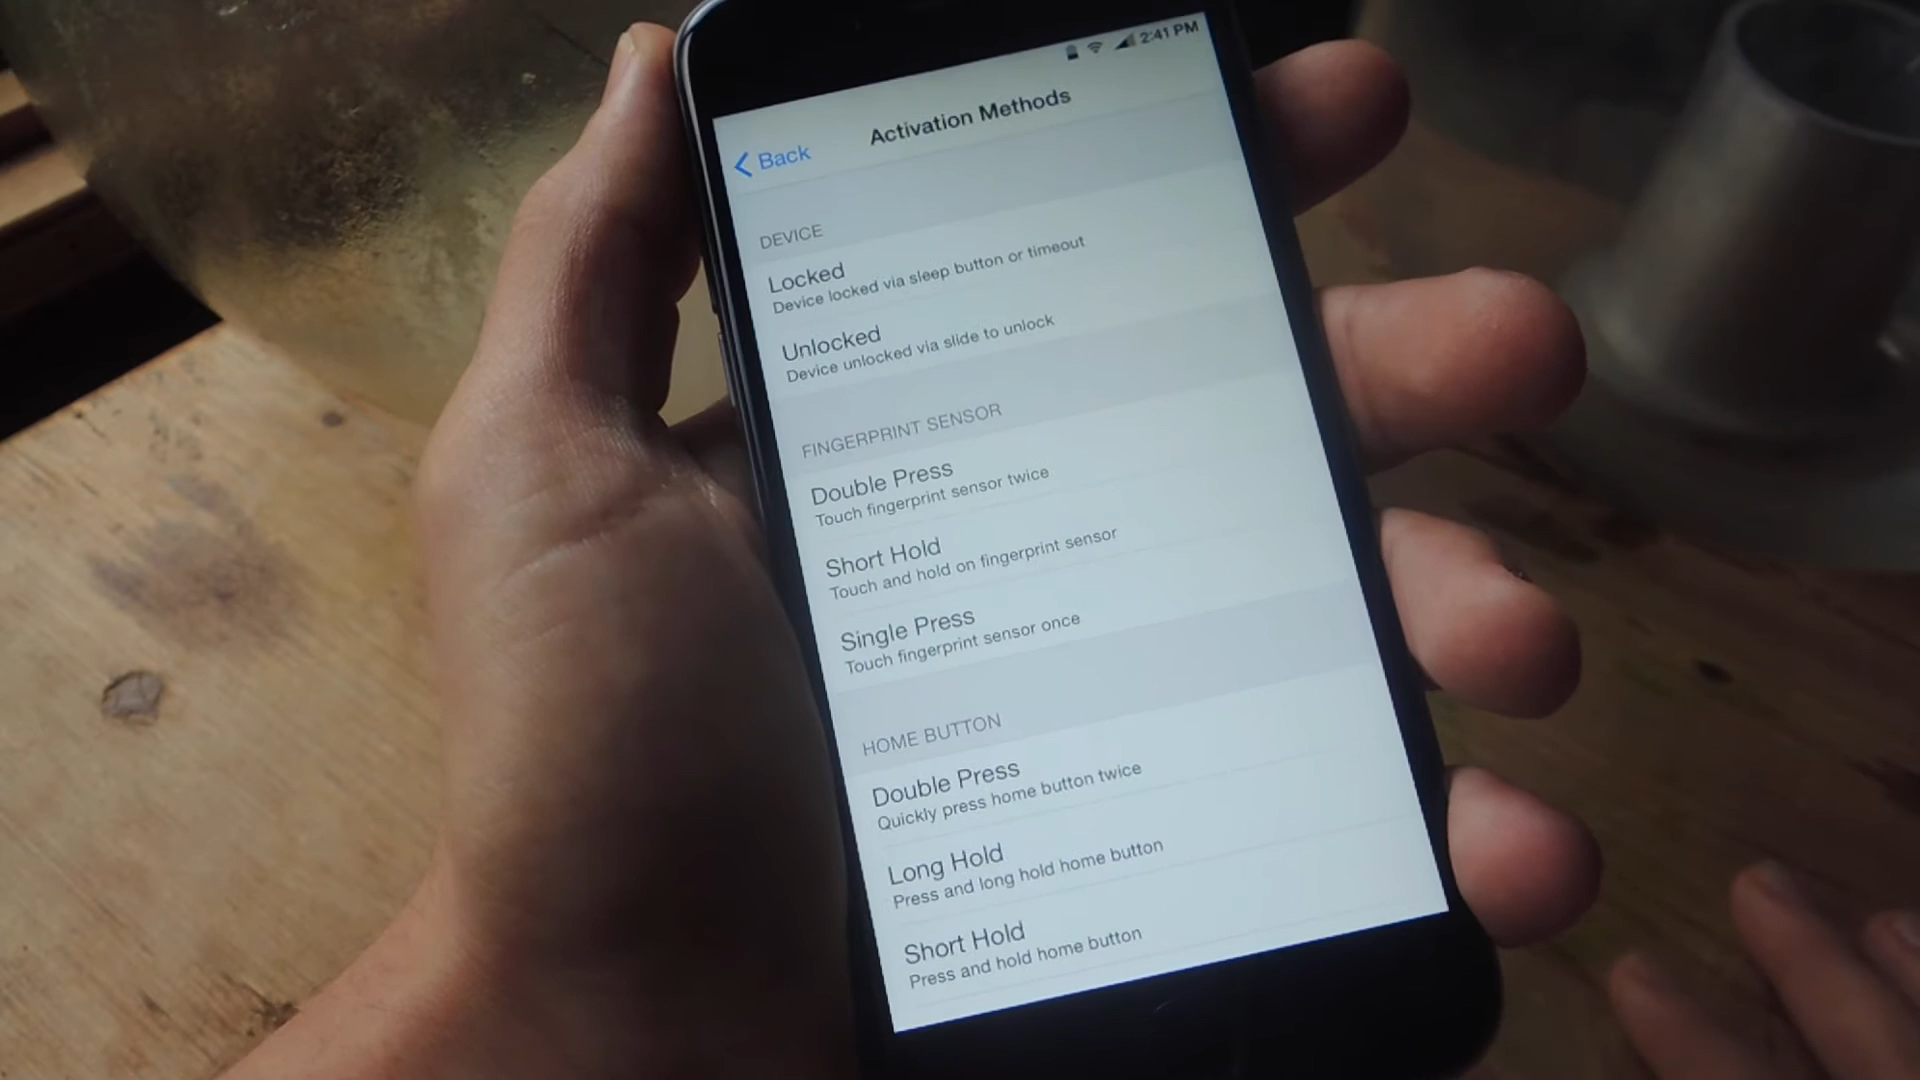 2:41 PM
Back
Activation Methods
DEVICE
Locked
Device locked via sleep button or timeout
Unlocked
Device unlocked via slide to unlock
FINGERPRINT SENSOR
Double Press
Touch fingerprint sensor twice
Short Hold
Touch and hold on fingerprint sensor
Single Press
Touch fingerprint sensor once
HOME BUTTON
Double Press
Quickly press home button twice
Long Hold
Press and long hold home button
Short Hold
Press and hold home button